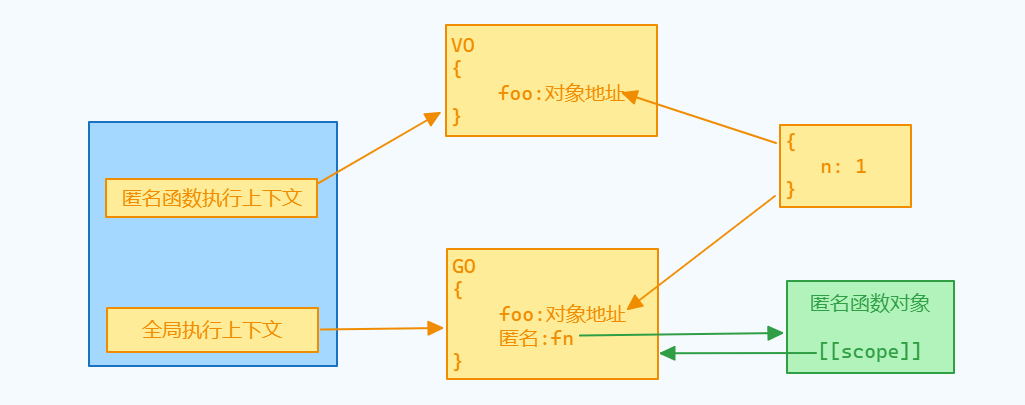 VO
{
foo:对象地址
}
{
n: 1
}
匿名函数执行上下文
GO
{
foo:对象地址
匿名:fn
}
全局执行上下文
匿名函数对象
[[scope]]